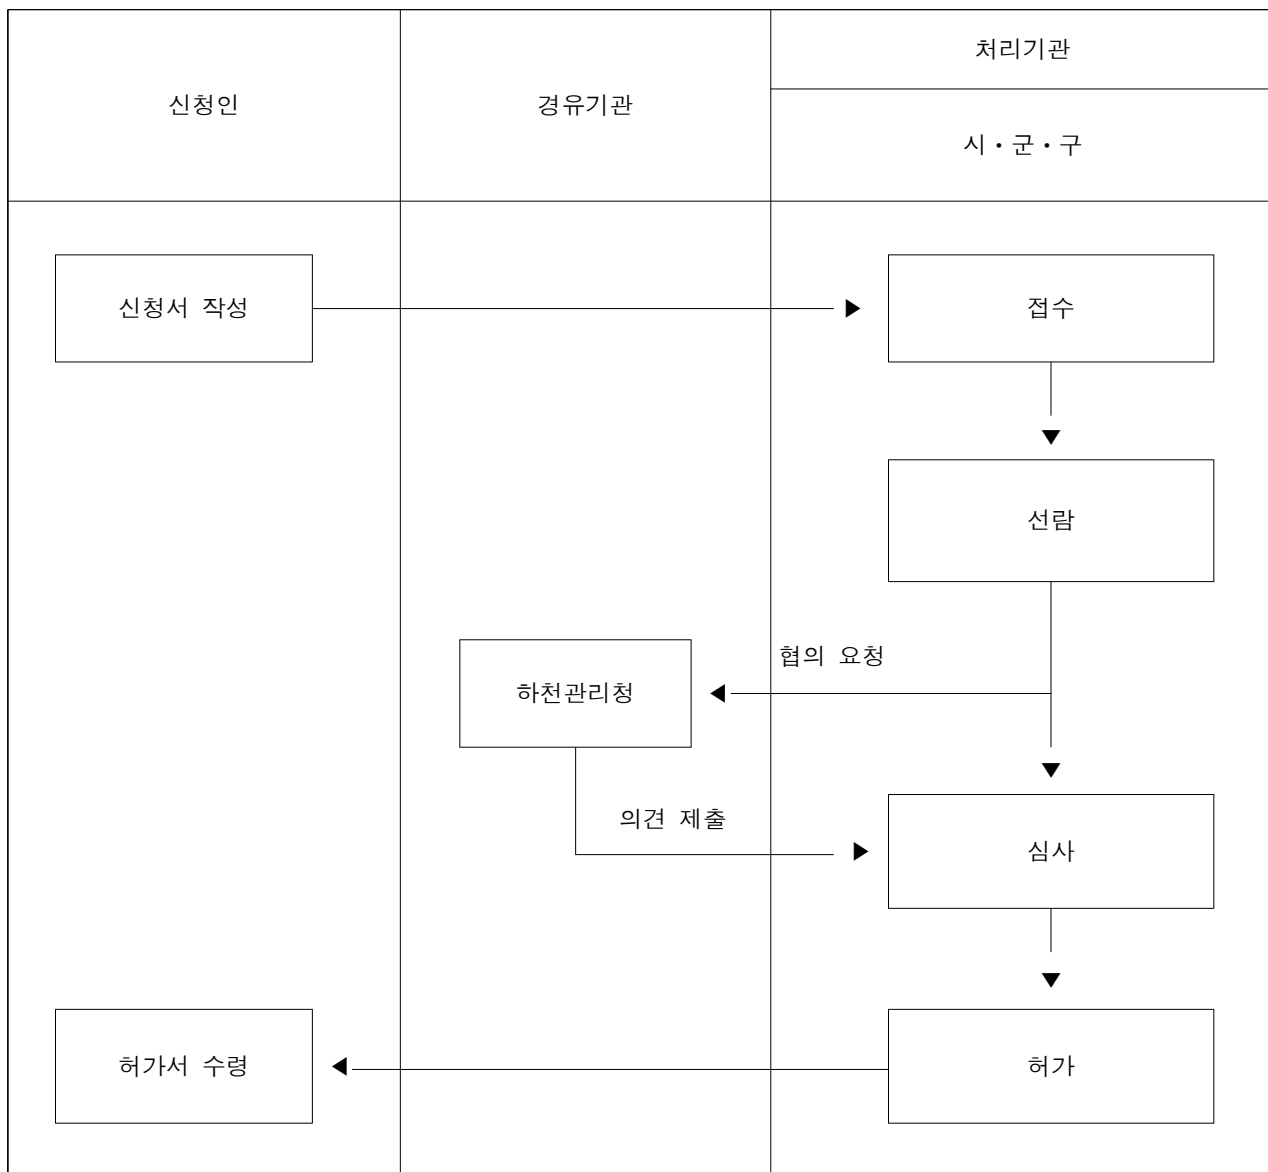 신청인
경유기관
처리기관
시・군・구
신청서 작성
접수
선람
협의 요청
하천관리청
의견 제출
심사
허가서 수령
허가